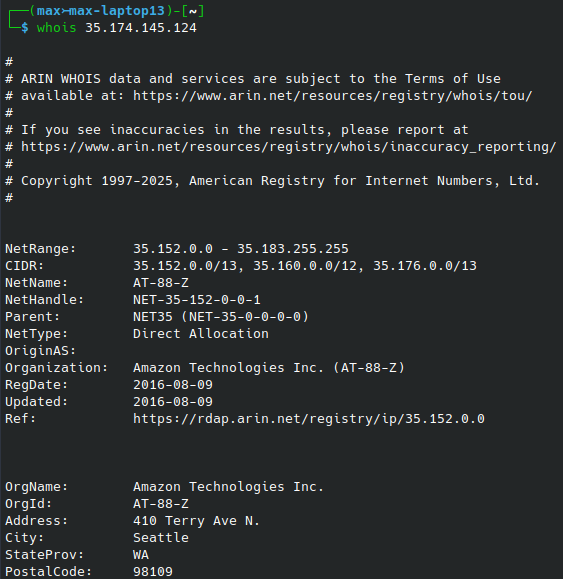 ┌──(max㉿max-laptop13)-[~]
└─$ whois 35.174.145.124
#
# ARIN WHOIS data and services are subject to the Terms of Use
# available at: https://www.arin.net/resources/registry/whois/tou/
#
# If you see inaccuracies in the results, please report at
# https://www.arin.net/resources/registry/whois/inaccuracy_reporting/
#
# Copyright 1997-2025, American Registry for Internet Numbers, Ltd.
#
NetRange:       35.152.0.0 - 35.183.255.255
CIDR:           35.152.0.0/13, 35.160.0.0/12, 35.176.0.0/13
NetName:        AT-88-Z
NetHandle:      NET-35-152-0-0-1
Parent:         NET35 (NET-35-0-0-0-0)
NetType:        Direct Allocation
OriginAS:
Organization:   Amazon Technologies Inc. (AT-88-Z)
RegDate:        2016-08-09
Updated:        2016-08-09
Ref:            https://rdap.arin.net/registry/ip/35.152.0.0
OrgName:        Amazon Technologies Inc.
OrgId:          AT-88-Z
Address:        410 Terry Ave N.
City:           Seattle
StateProv:      WA
PostalCode:     98109